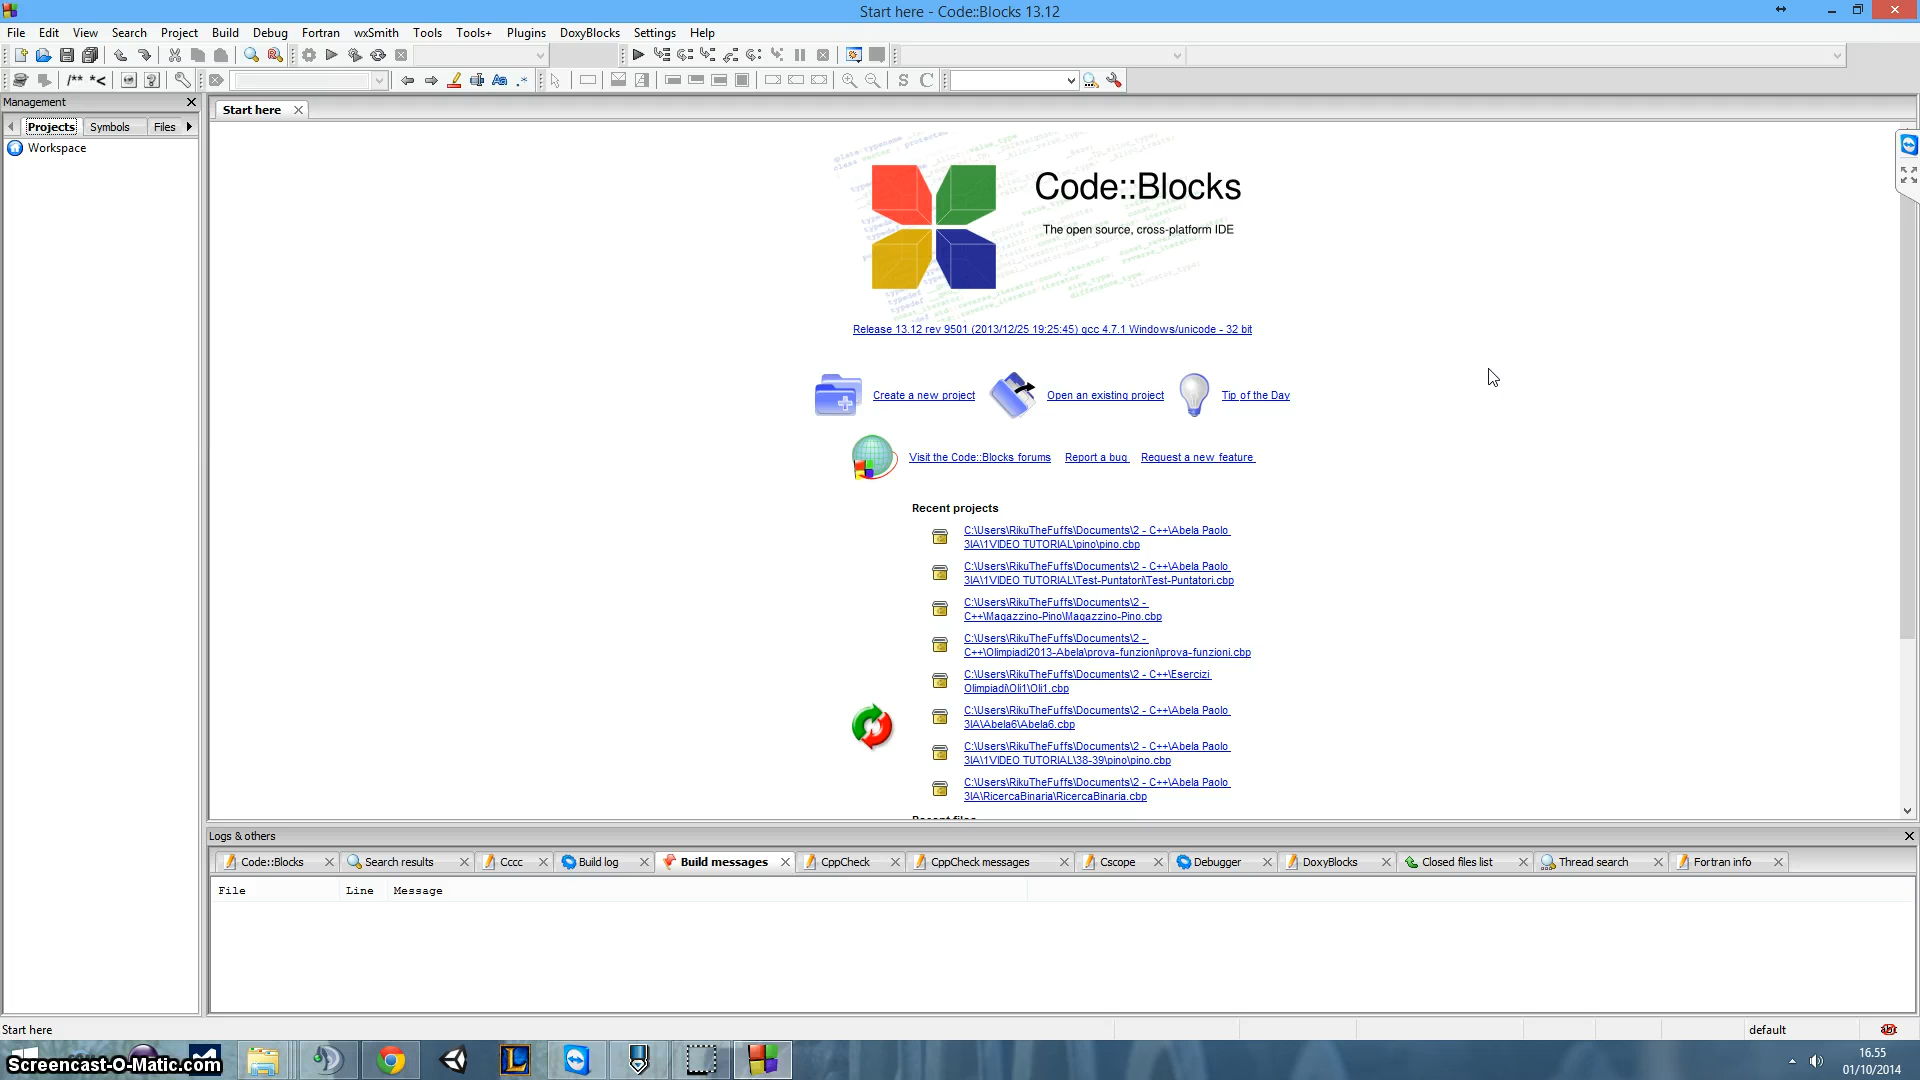 Start here - Code::Blocks 13.12
File Edit View Search Project Build Debug Fortran wxSmith Tools Tools+ Plugins DoxyBlocks Settings Help
Management
Start here
Projects Symbols Files
Workspace
Code::Blocks
The open source, cross-platform IDE
Release 13.12 rev 9501 (2013/12/25 19:25:45) gcc 4.7.1 Windows/unicode - 32 bit
Create a new project Open an existing project Tip of the Day
Visit the Code::Blocks forums Report a bug Request a new feature
Recent projects
C:\Users\RikuTheFuffs\Documents\2 - C++\Abela Paolo
3IA\1VIDEO TUTORIAL\pino\pino.cbp
C:\Users\RikuTheFuffs\Documents\2 - C++\Abela Paolo
3IA\1VIDEO TUTORIAL\Test-Puntatori\Test-Puntatori.cbp
C:\Users\RikuTheFuffs\Documents\2 -
C++\Magazzino-Pino\Magazzino-Pino.cbp
C:\Users\RikuTheFuffs\Documents\2 -
C++\Olimpiadi2013-Abela\prova-funzioni\prova-funzioni.cbp
C:\Users\RikuTheFuffs\Documents\2 - C++\Esercizi
Olimpiadi\Oli1\Oli1.cbp
C:\Users\RikuTheFuffs\Documents\2 - C++\Abela Paolo
3IA\Abela6\Abela6.cbp
C:\Users\RikuTheFuffs\Documents\2 - C++\Abela Paolo
3IA\1VIDEO TUTORIAL\38-39\pino\pino.cbp
C:\Users\RikuTheFuffs\Documents\2 - C++\Abela Paolo
3IA\RicercaBinaria\RicercaBinaria.cbp
Recent files
Logs & others
Code::Blocks Search results Cccc Build log Build messages CppCheck CppCheck messages Cscope Debugger DoxyBlocks Closed files list Thread search Fortran info
File Line Message
Start here default
Screencast-O-Matic.com
16.55
01/10/2014